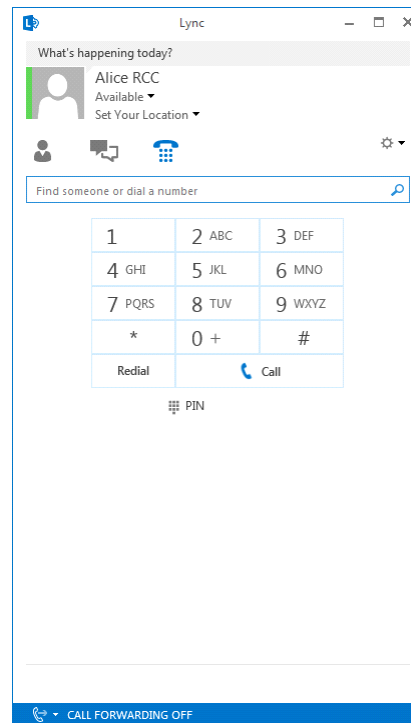 Lync
What's happening today?
Alice RCC
Available
Set Your Location
Find someone or dial a number
1 2 ABC 3 DEF
4 GHI 5 JKL 6 MNO
7 PQRS 8 TUV 9 WXYZ
* 0 + #
Redial Call
PIN
CALL FORWARDING OFF